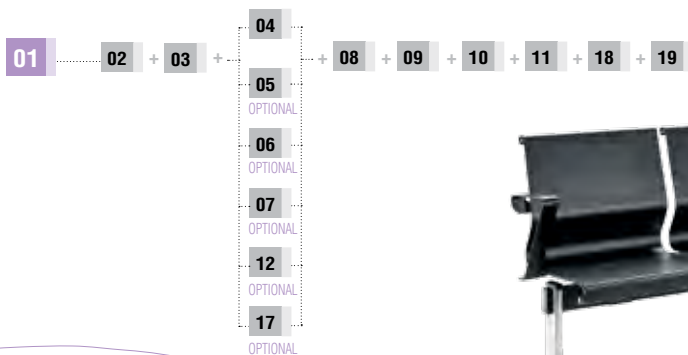 04
01 02 + 03 + + 08 + 09 + 10 + 11 + 18 + 19
05
OPTIONAL
06
OPTIONAL
07
OPTIONAL
12
OPTIONAL
17
OPTIONAL